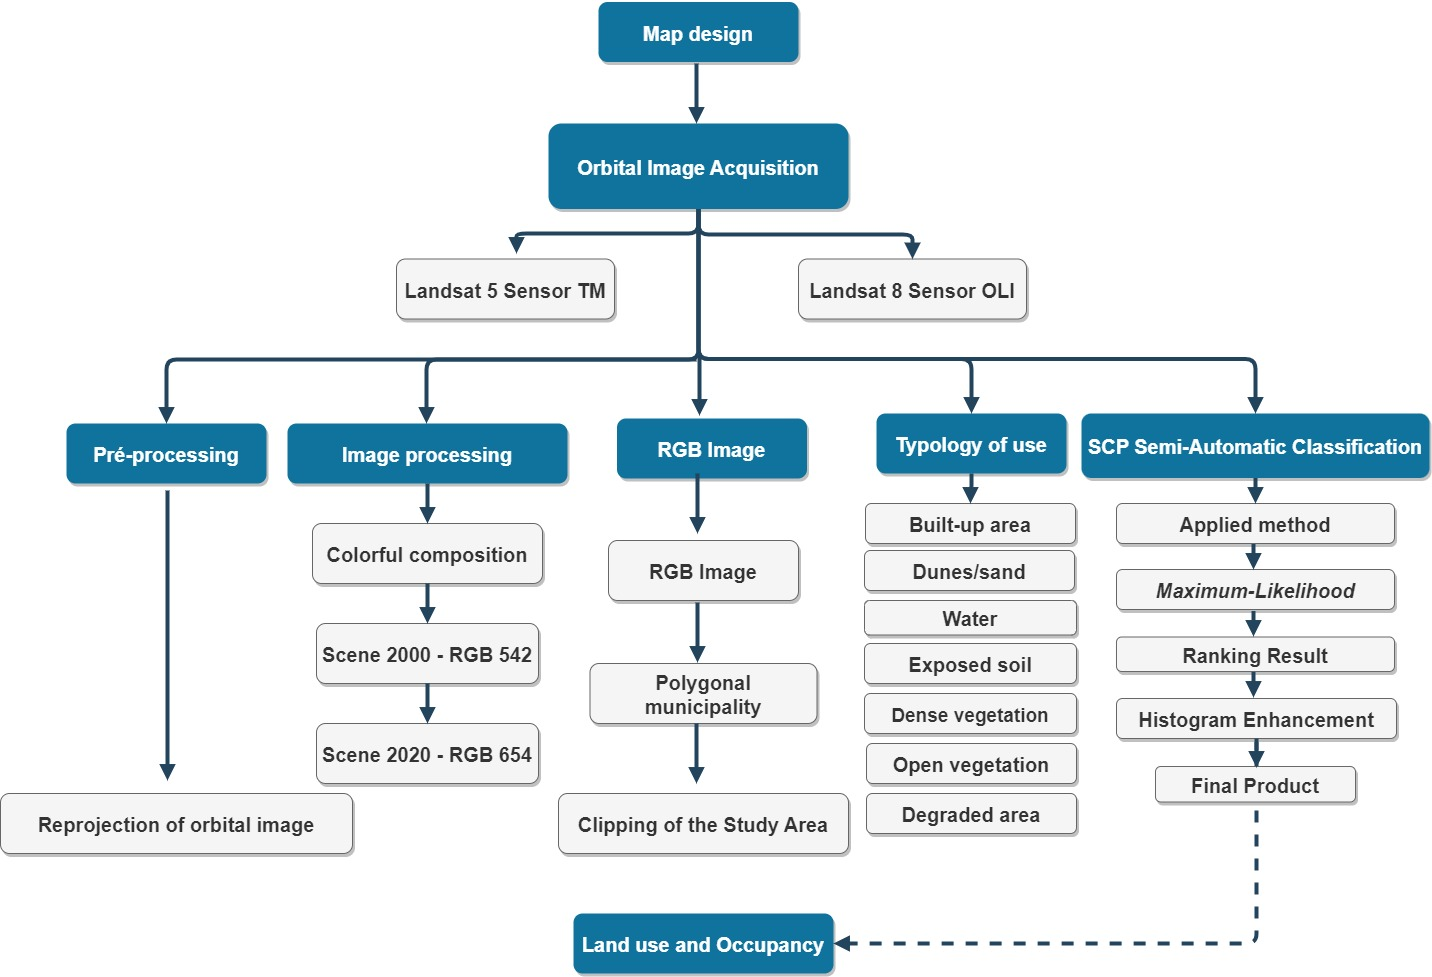 Map design
Orbital Image Acquisition
Landsat 5 Sensor TM
Landsat 8 Sensor OLI
Pré-processing
Reprojection of orbital image
Image processing
Colorful composition
Scene 2000 - RGB 542
Scene 2020 - RGB 654
RGB Image
RGB Image
Polygonal
municipality
Clipping of the Study Area
Typology of use
Built-up area
Dunes/sand
Water
Exposed soil
Dense vegetation
Open vegetation
Degraded area
SCP Semi-Automatic Classification
Applied method
Maximum-Likelihood
Ranking Result
Histogram Enhancement
Final Product
Land use and Occupancy